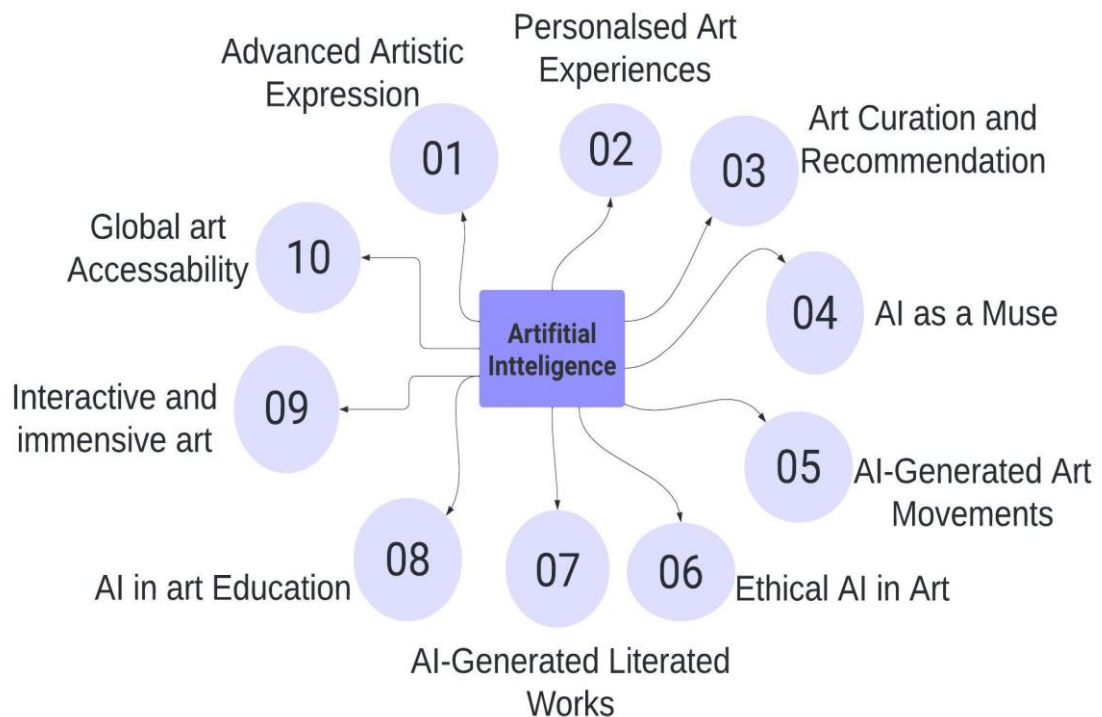 Advanced Artistic
Expression
01
Personalsed Art
Experiences
02
Art Curation and
Recommendation
03
04
AI as a Muse
05
AI-Generated Art
Movements
06
Ethical AI in Art
07
AI-Generated Literated
Works
08
AI in art Education
09
Interactive and
immensive art
10
Global art
Accessability
Artifitial
Intteligence